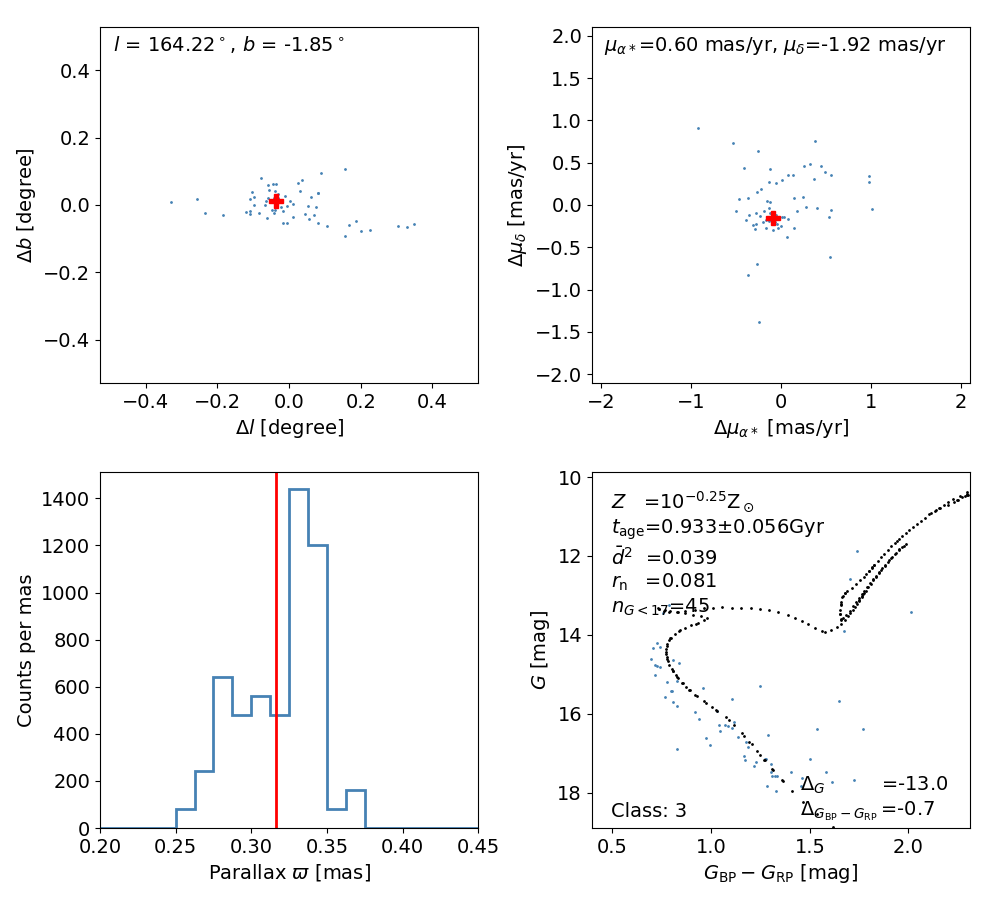 l = 164.22°, b = -1.85°
0.4
0.2
0.0
−0.2
−0.4
Δb [degree]
−0.4 −0.2 0.0 0.2 0.4
Δl [degree]
μα*=0.60 mas/yr, μδ=-1.92 mas/yr
2.0
1.5
1.0
0.5
0.0
−0.5
−1.0
−1.5
−2.0
Δμδ [mas/yr]
−2 −1 0 1 2
Δμα* [mas/yr]
1400
1200
1000
800
600
400
200
0
Counts per mas
0.20 0.25 0.30 0.35 0.40 0.45
Parallax ϖ [mas]
10
12
14
16
18
G [mag]
Z =10^−0.25 Z⊙
t_age=0.933±0.056Gyr
d̄² =0.039
r_n =0.081
n_G<17=45
Δ_G =-13.0
Δ_GBP−GRP =-0.7
Class: 3
0.5 1.0 1.5 2.0
G_BP − G_RP [mag]